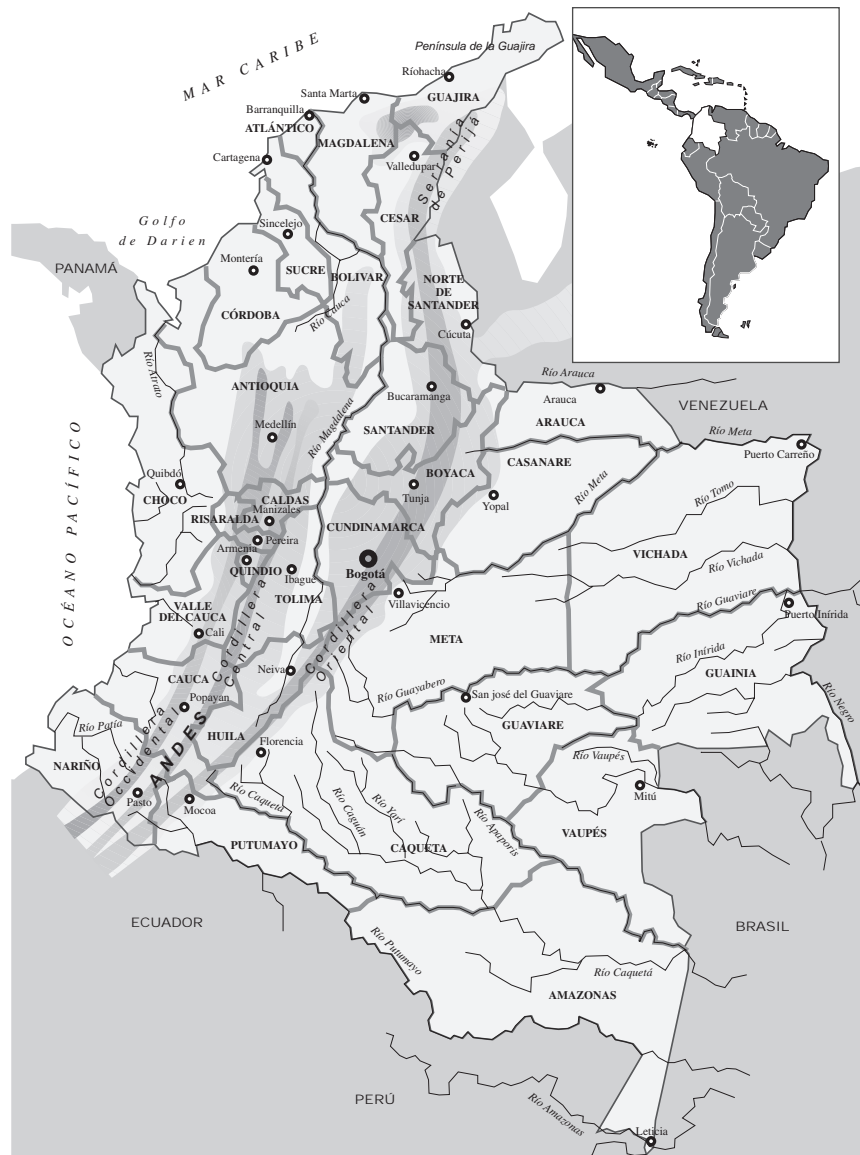 MAR CARIBE
Península de la Guajira
Ríohacha
Santa Marta
GUAJIRA
Barranquilla
ATLÁNTICO
MAGDALENA
Cartagena
Valledupar
Serranía
de Perijá
CESAR
Golfo
de Darien
Sincelejo
Montería
SUCRE
BOLIVAR
NORTE
DE
SANTANDER
PANAMÁ
CÓRDOBA
Río Cauca
Cúcuta
Río Atrato
ANTIOQUIA
Bucaramanga
Río Arauca
Arauca
VENEZUELA
ARAUCA
Medellín
Río Magdalena
SANTANDER
Río Meta
Puerto Carreño
OCÉANO PACÍFICO
Quibdó
CHOCO
BOYACA
CASANARE
Tunja
Yopal
Río Meta
Río Tomo
CALDAS
Manizales
RISARALDA
CUNDINAMARCA
Pereira
Armenia
QUINDIO
Ibague
Bogotá
VICHADA
Río Vichada
VALLE
DEL CAUCA
TOLIMA
Villavicencio
Río Guaviare
Puerto Inírida
Cali
Cordillera
Central
Cordillera
Oriental
META
Río Inírida
GUAINIA
Neiva
CAUCA
Popayan
Río Guayabero
San josé del Guaviare
GUAVIARE
Río Negro
Río Patía
NARIÑO
Cordillera
Occidental
ANDES
HUILA
Florencia
Río Vaupés
Mitú
Pasto
Mocoa
Río Caqueta
Río Caguán
Río Yarí
Río Apaporis
PUTUMAYO
CAQUETA
VAUPÉS
ECUADOR
BRASIL
Río Putumayo
Río Caquetá
AMAZONAS
PERÚ
Río Amazonas
Leticia